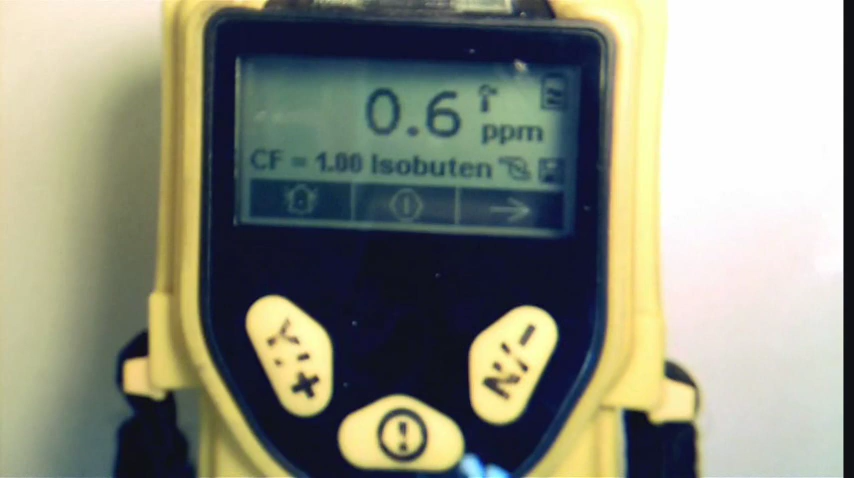 0.6 ppm
CF = 1.00 Isobuten
Y/+
N/-